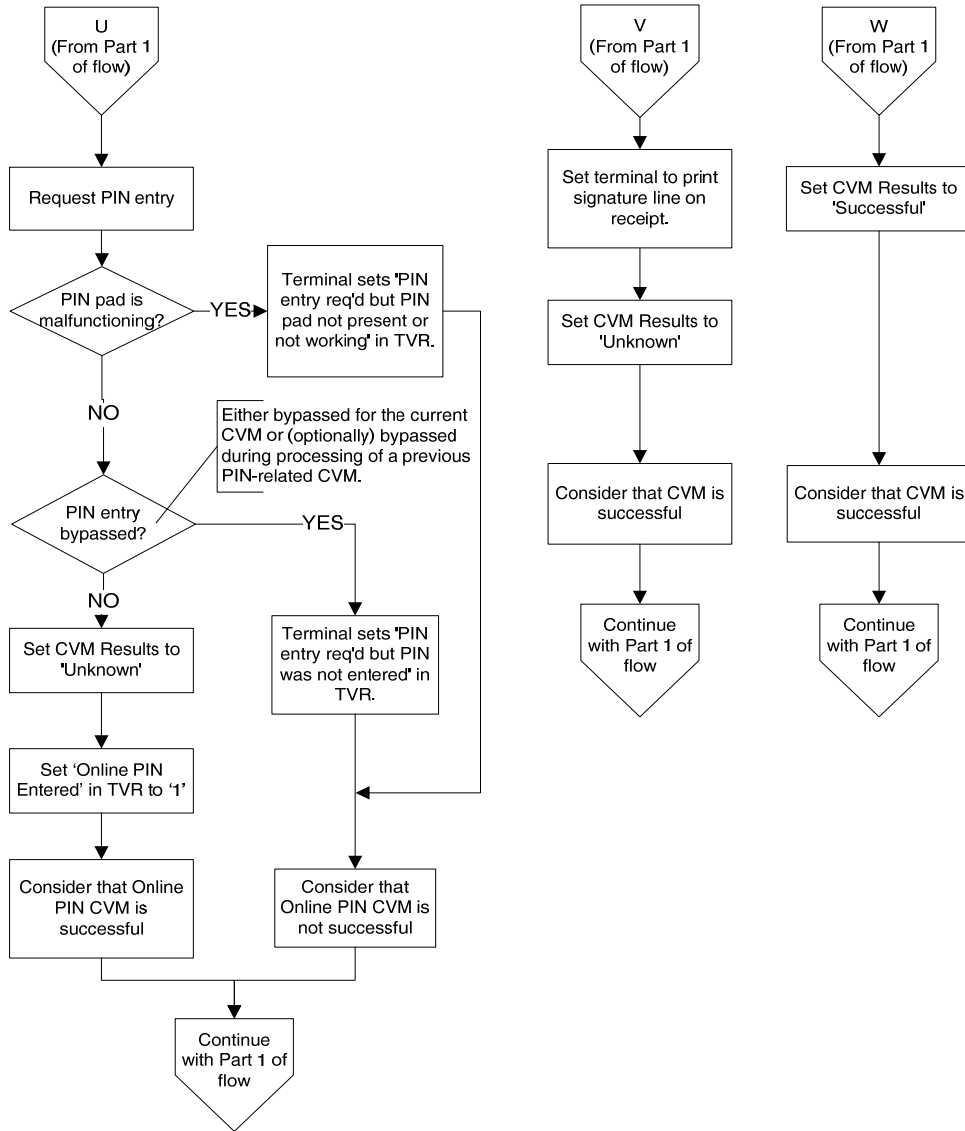 U
(From Part 1
of flow)
Request PIN entry
PIN pad is
malfunctioning?
YES
Terminal sets 'PIN
entry req'd but PIN
pad not present or
not working' in TVR.
NO
Either bypassed for the current
CVM or (optionally) bypassed
during processing of a previous
PIN-related CVM.
PIN entry
bypassed?
YES
NO
Set CVM Results to
'Unknown'
Terminal sets 'PIN
entry req'd but PIN
was not entered' in
TVR.
Set ‘Online PIN
Entered’ in TVR to ‘1’
Consider that Online
PIN CVM is
successful
Consider that
Online PIN CVM is
not successful
Continue
with Part 1 of
flow
V
(From Part 1
of flow)
Set terminal to print
signature line on
receipt.
Set CVM Results to
'Unknown'
Consider that CVM is
successful
Continue
with Part 1 of
flow
W
(From Part 1
of flow)
Set CVM Results to
'Successful'
Consider that CVM is
successful
Continue
with Part 1 of
flow